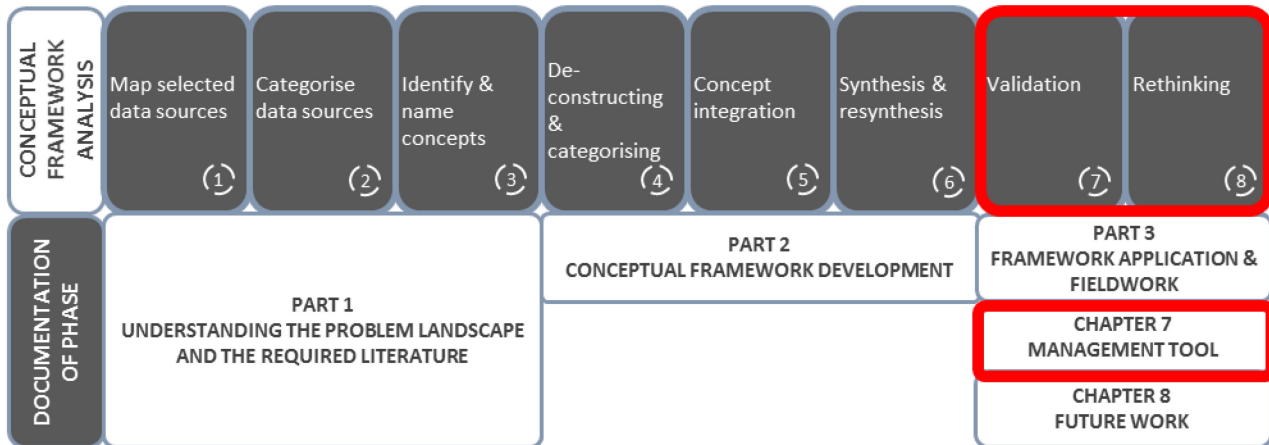 CONCEPTUAL
FRAMEWORK
ANALYSIS
Map selected
data sources
1
Categorise
data sources
2
Identify &
name
concepts
3
De-
constructing
&
categorising
4
Concept
integration
5
Synthesis &
resynthesis
6
Validation
7
Rethinking
8
DOCUMENTATION
OF PHASE
PART 1
UNDERSTANDING THE PROBLEM LANDSCAPE
AND THE REQUIRED LITERATURE
PART 2
CONCEPTUAL FRAMEWORK DEVELOPMENT
PART 3
FRAMEWORK APPLICATION &
FIELDWORK
CHAPTER 7
MANAGEMENT TOOL
CHAPTER 8
FUTURE WORK